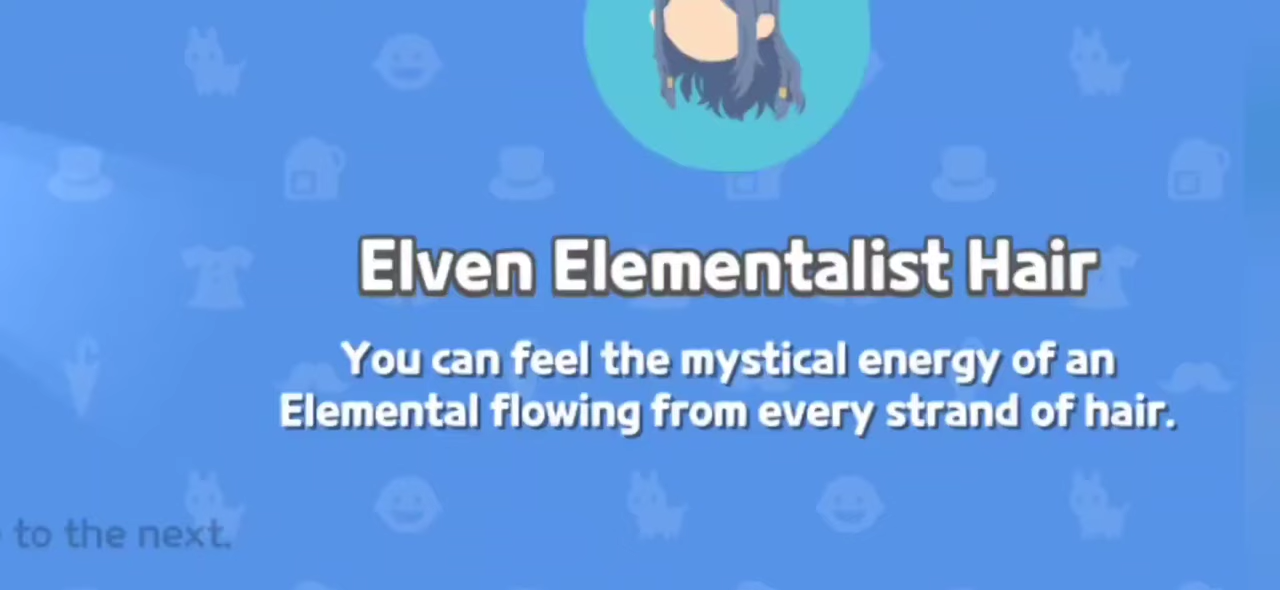 Elven Elementalist Hair
You can feel the mystical energy of an
Elemental flowing from every strand of hair.
to the next.